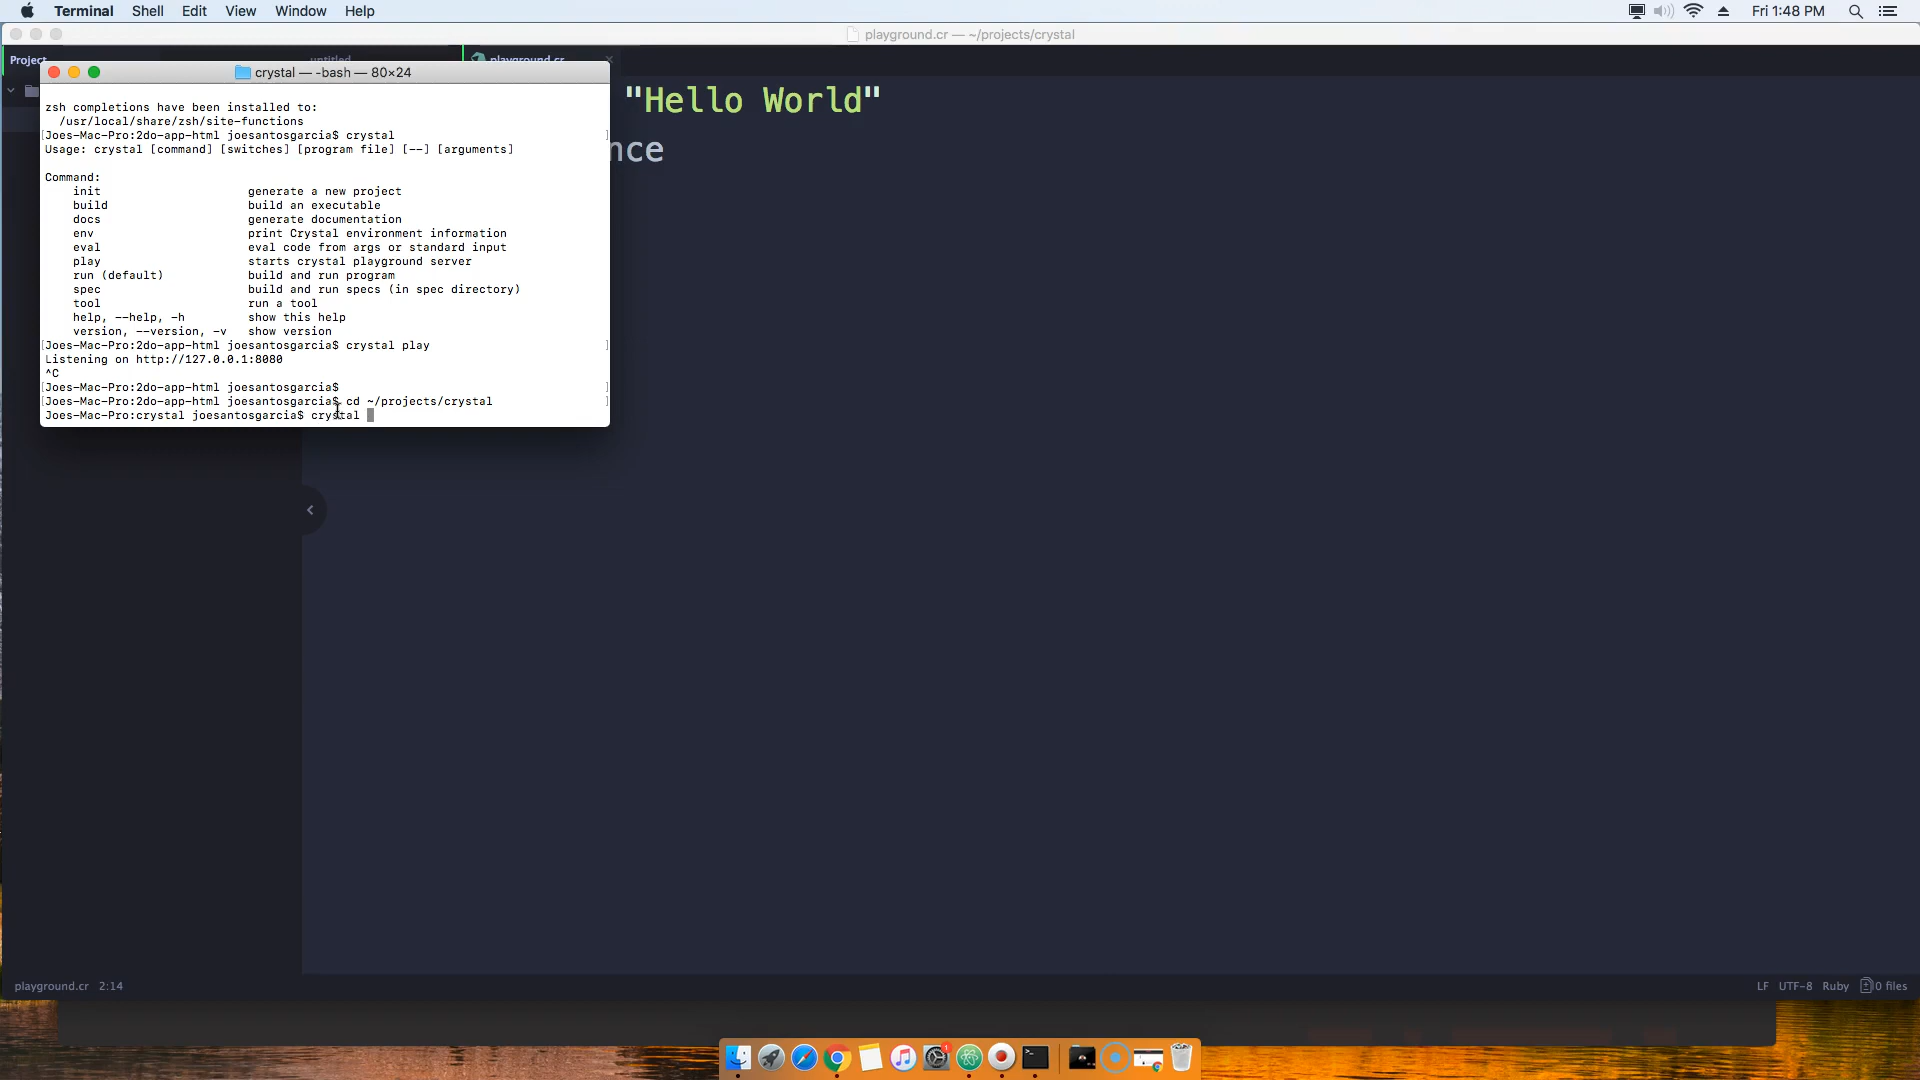 Terminal Shell Edit View Window Help Fri 1:48 PM
playground.cr — ~/projects/crystal
Project untitled playground.cr
crystal — -bash — 80×24
"Hello World"
nce
zsh completions have been installed to:
/usr/local/share/zsh/site-functions
[Joes-Mac-Pro:2do-app-html joesantosgarcia$ crystal ]
Usage: crystal [command] [switches] [program file] [--] [arguments]
Command:
init generate a new project
build build an executable
docs generate documentation
env print Crystal environment information
eval eval code from args or standard input
play starts crystal playground server
run (default) build and run program
spec build and run specs (in spec directory)
tool run a tool
help, --help, -h show this help
version, --version, -v show version
[Joes-Mac-Pro:2do-app-html joesantosgarcia$ crystal play ]
Listening on http://127.0.0.1:8080
^C
[Joes-Mac-Pro:2do-app-html joesantosgarcia$ ]
[Joes-Mac-Pro:2do-app-html joesantosgarcia$ cd ~/projects/crystal ]
Joes-Mac-Pro:crystal joesantosgarcia$ crystal
playground.cr 2:14 LF UTF-8 Ruby 0 files